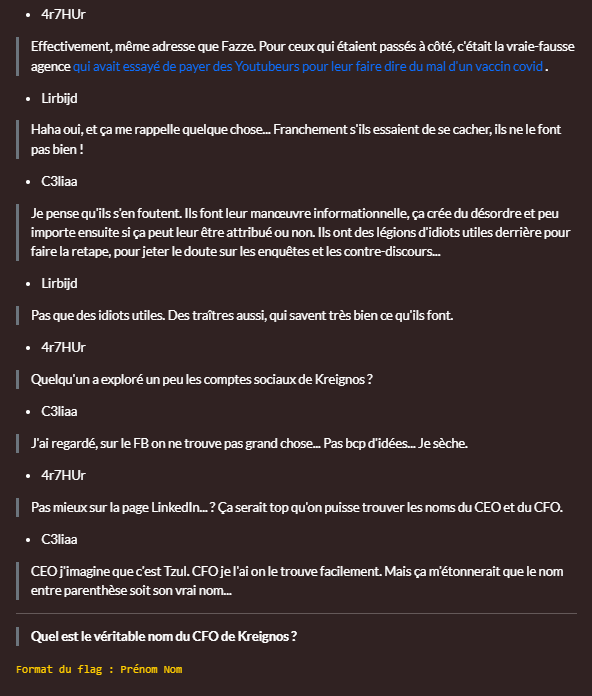 4r7HUr
Effectivement, même adresse que Fazze. Pour ceux qui étaient passés à côté, c'était la vraie-fausse
agence qui avait essayé de payer des Youtubeurs pour leur faire dire du mal d'un vaccin covid .
Lirbijd
Haha oui, et ça me rappelle quelque chose... Franchement s'ils essaient de se cacher, ils ne le font
pas bien !
C3liaa
Je pense qu'ils s'en foutent. Ils font leur manœuvre informationnelle, ça crée du désordre et peu
importe ensuite si ça peut leur être attribué ou non. Ils ont des légions d'idiots utiles derrière pour
faire la retape, pour jeter le doute sur les enquêtes et les contre-discours...
Lirbijd
Pas que des idiots utiles. Des traîtres aussi, qui savent très bien ce qu'ils font.
4r7HUr
Quelqu'un a exploré un peu les comptes sociaux de Kreignos ?
C3liaa
J'ai regardé, sur le FB on ne trouve pas grand chose... Pas bcp d'idées... Je sèche.
4r7HUr
Pas mieux sur la page LinkedIn... ? Ça serait top qu'on puisse trouver les noms du CEO et du CFO.
C3liaa
CEO j'imagine que c'est Tzul. CFO je l'ai on le trouve facilement. Mais ça m'étonnerait que le nom
entre parenthèse soit son vrai nom...
Quel est le véritable nom du CFO de Kreignos ?
Format du flag : Prénom Nom